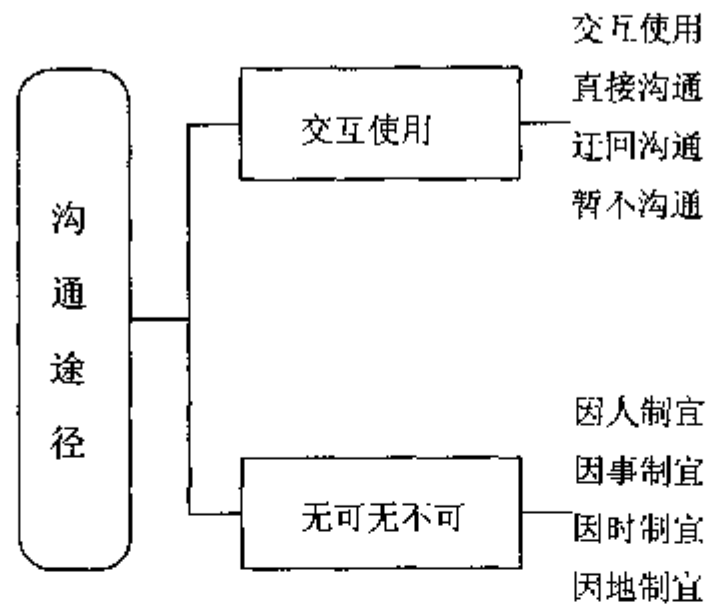 沟通途径
交互使用
交互使用
直接沟通
迂回沟通
暂不沟通
无可无不可
因人制宜
因事制宜
因时制宜
因地制宜